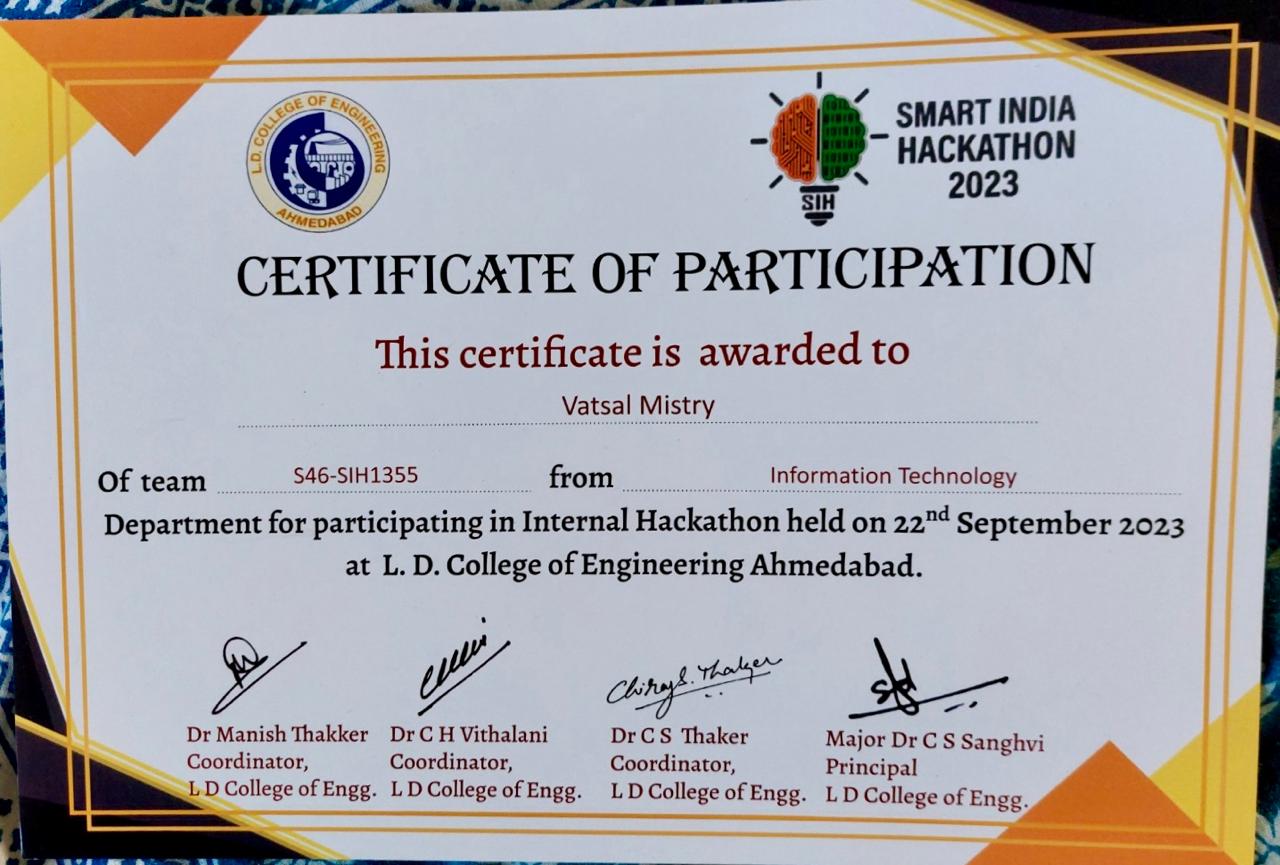 L.D. COLLEGE OF ENGINEERING
AHMEDABAD
SIH
SMART INDIA
HACKATHON
2023
CERTIFICATE OF PARTICIPATION
This certificate is awarded to
Vatsal Mistry
Of team S46-SIH1355 from Information Technology
Department for participating in Internal Hackathon held on 22nd September 2023
at L. D. College of Engineering Ahmedabad.
Chirag S. Thaker
Dr Manish Thakker
Coordinator,
L D College of Engg.
Dr C H Vithalani
Coordinator,
L D College of Engg.
Dr C S Thaker
Coordinator,
L D College of Engg.
Major Dr C S Sanghvi
Principal
L D College of Engg.